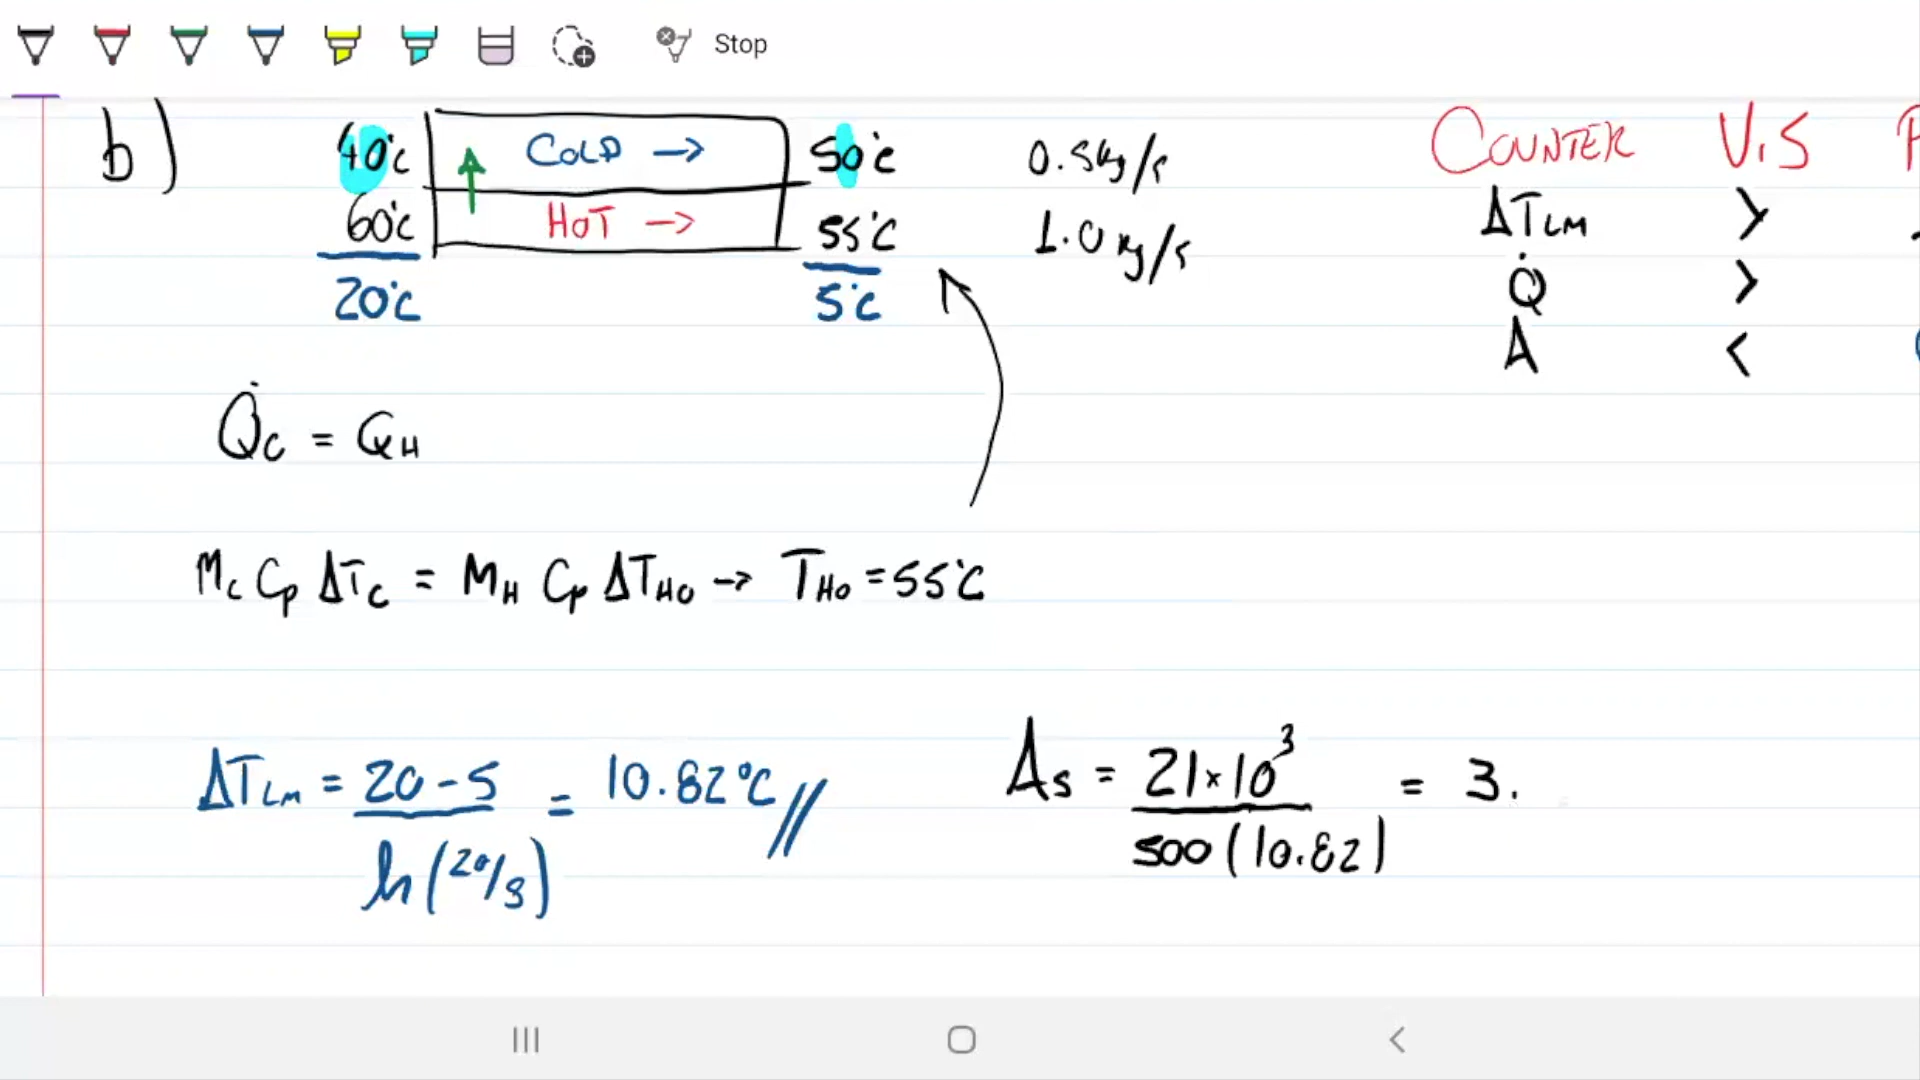 Stop
b) 40°C COLD → 50°C 0.5kg/s
60°C HOT → 55°C 1.0 kg/s
20°C 5°C
COUNTER V.S
ΔTLM >
Q̇ >
A <
Q̇c = QH
Mc Cp ΔTc = MH Cp ΔTHO → THO = 55°C
ΔTLM = 20 - 5 / ln(20/5) = 10.82°C //
As = 21×10³ / 500(10.82) = 3.